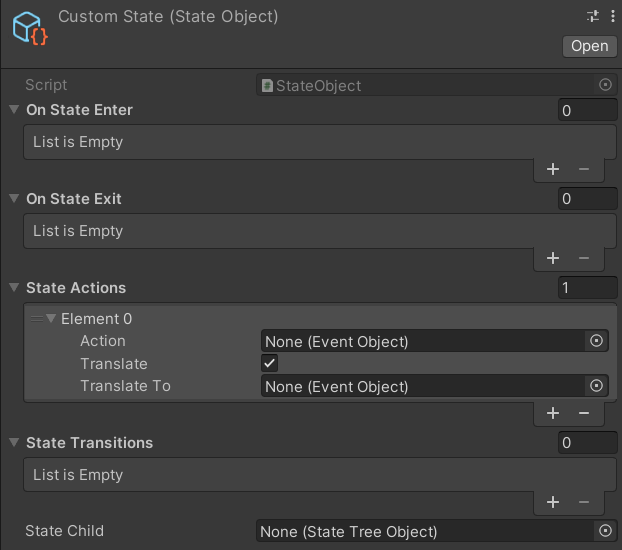 Custom State (State Object)
Open
Script StateObject
On State Enter 0
List is Empty
+ −
On State Exit 0
List is Empty
+ −
State Actions 1
Element 0
Action None (Event Object)
Translate
Translate To None (Event Object)
+ −
State Transitions 0
List is Empty
+ −
State Child None (State Tree Object)